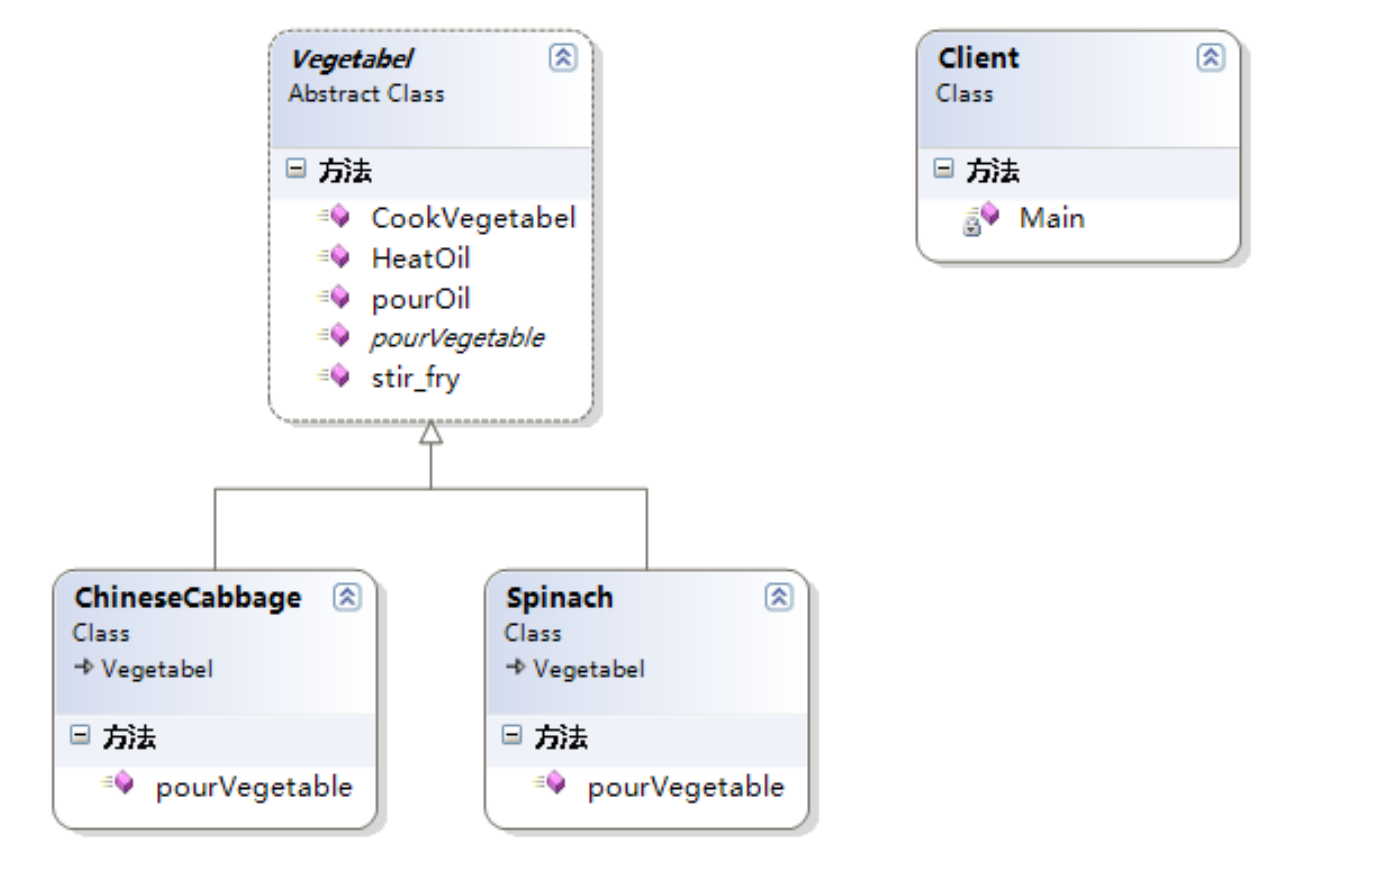 Vegetabel
Abstract Class
方法
CookVegetabel
HeatOil
pourOil
pourVegetable
stir_fry
Client
Class
方法
Main
ChineseCabbage
Class
Vegetabel
方法
pourVegetable
Spinach
Class
Vegetabel
方法
pourVegetable